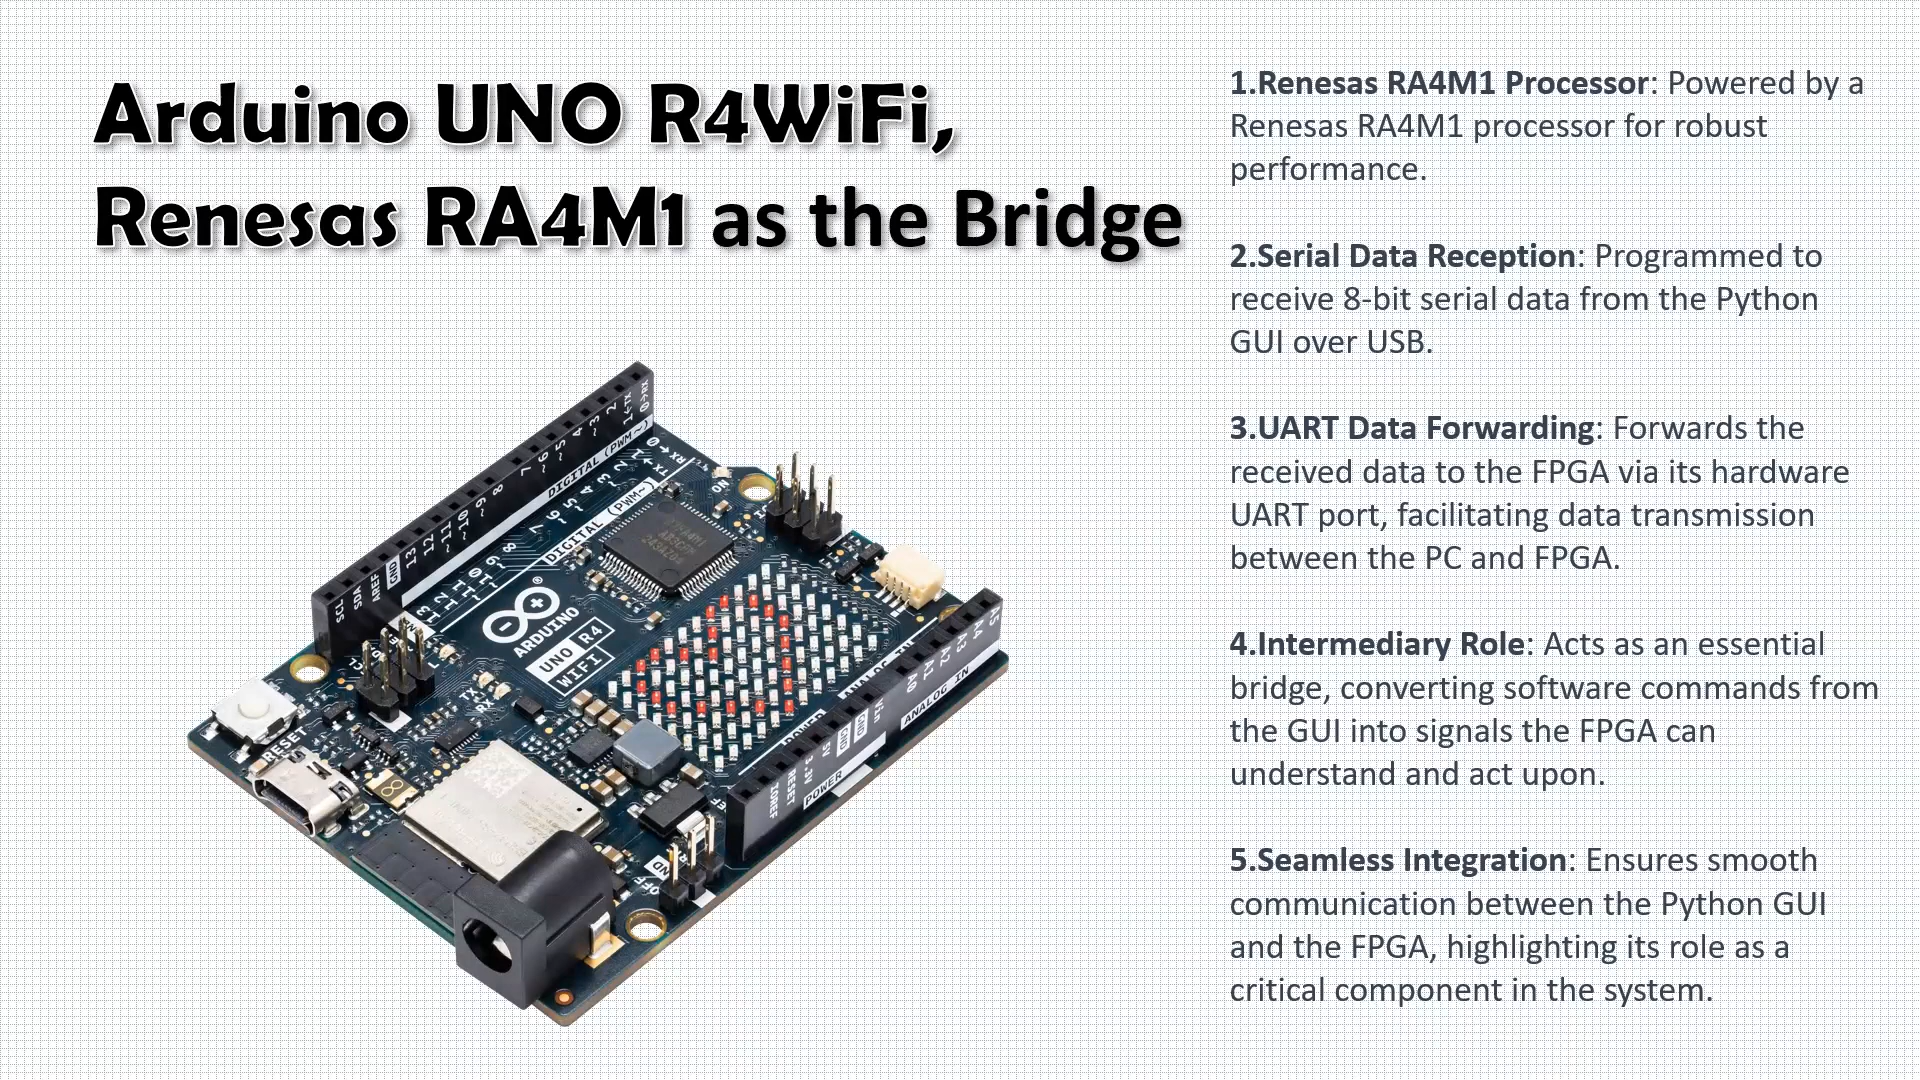 Arduino UNO R4WiFi,
Renesas RA4M1 as the Bridge
1.Renesas RA4M1 Processor: Powered by a
Renesas RA4M1 processor for robust
performance.
2.Serial Data Reception: Programmed to
receive 8-bit serial data from the Python
GUI over USB.
3.UART Data Forwarding: Forwards the
received data to the FPGA via its hardware
UART port, facilitating data transmission
between the PC and FPGA.
4.Intermediary Role: Acts as an essential
bridge, converting software commands from
the GUI into signals the FPGA can
understand and act upon.
5.Seamless Integration: Ensures smooth
communication between the Python GUI
and the FPGA, highlighting its role as a
critical component in the system.
SCL
SDA
AREF
GND
13
12
~11
~10
~9
8
7
~6
~5
4
~3
2
1→TX
0←RX
DIGITAL (PWM~)
DIGITAL (PWM~)
ON
ARDUINO
UNO R4
WIFI
TX
RX
RESET
OFF
IOREF
RESET
3.3V
5V
GND
GND
Vin
POWER
A0
A1
A2
A3
A4
A5
ANALOG IN